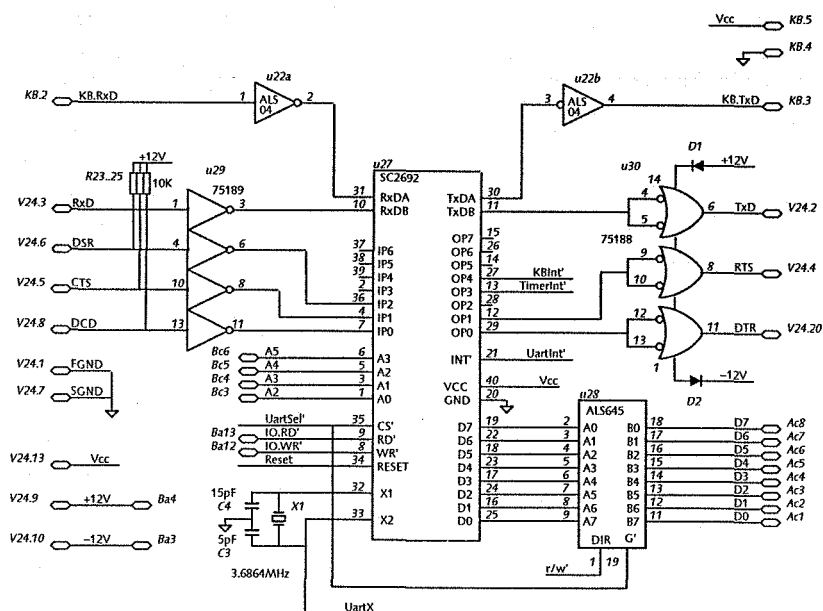 Vcc KB.5
KB.4
u22a
KB.2 KB.RxD 1 ALS 04 2
u22b
3 ALS 04 4 KB.TxD KB.3
+12V
R23..25 10K
u29
75189
V24.3 RxD 1 3
V24.6 DSR 4 6
V24.5 CTS 10 8
V24.8 DCD 13 11
V24.1 FGND
V24.7 SGND
V24.13 Vcc
V24.9 +12V Ba4
V24.10 −12V Ba3
u27
SC2692
31 RxDA TxDA 30
10 RxDB TxDB 11
OP7 15
37 IP6 OP6 26
38 IP5 OP5 14
39 IP4 OP4 27 KBInt'
2 IP3 OP3 13 TimerInt'
36 IP2 OP2 28
4 IP1 OP1 12
7 IP0 OP0 29
Bc6 A5 6 A3 INT' 21 UartInt'
Bc5 A4 5 A2
Bc4 A3 3 A1 VCC 40 Vcc
Bc3 A2 1 A0 GND 20
UartSel' 35 CS' D7 19
Ba13 IO.RD' 9 RD' D6 22
Ba12 IO.WR' 8 WR' D5 18
Reset 34 RESET D4 23
D3 17
32 X1 D2 24
D1 16
33 X2 D0 25
15pF C4 X1
5pF C3
3.6864MHz
UartX
D1
+12V
u30
14
4
5 6 TxD V24.2
75188
9
10 8 RTS V24.4
12
13 11 DTR V24.20
1
−12V
D2
u28
ALS645
2 A0 B0 18 D7 Ac8
3 A1 B1 17 D6 Ac7
4 A2 B2 16 D5 Ac6
5 A3 B3 15 D4 Ac5
6 A4 B4 14 D3 Ac4
7 A5 B5 13 D2 Ac3
8 A6 B6 12 D1 Ac2
9 A7 B7 11 D0 Ac1
DIR G'
r/w' 1 19